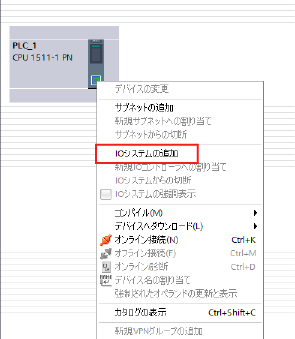 PLC_1
CPU 1511-1 PN
デバイスの変更
サブネットの追加
新規サブネットへの割り当て
サブネットからの切断
IOシステムの追加
新規IOコントローラへの割り当て
IOシステムからの切断
IOシステムの強調表示
コンパイル(M)
デバイスへダウンロード(L)
オンライン接続(N) Ctrl+K
オフライン接続(F) Ctrl+M
オンライン診断 Ctrl+D
デバイス名の割り当て
強制されたオペランドの更新と表示
カタログの表示 Ctrl+Shift+C
新規VPNグループの追加